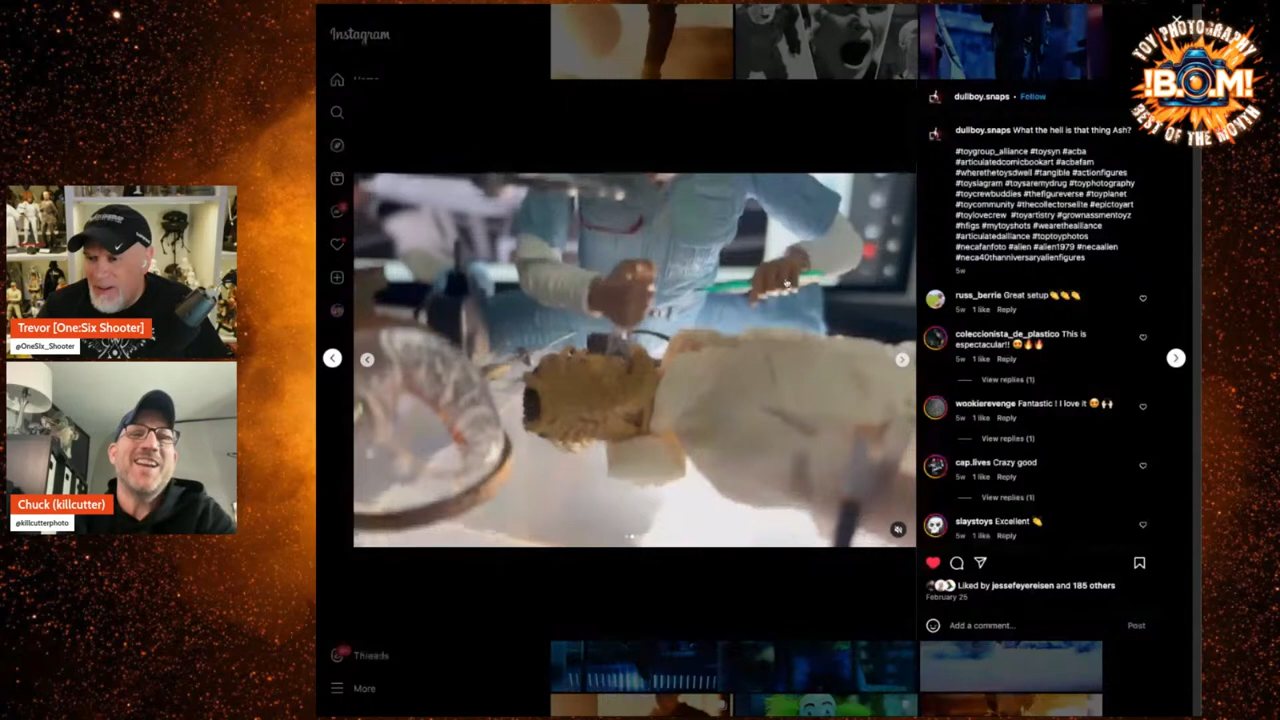 Instagram
Home
TOY PHOTOGRAPHY
!B.O.M!
BEST OF THE MONTH
dullboy.snaps • Follow
dullboy.snaps What the hell is that thing Ash?
#toygroup_alliance #toysyn #acba
#articulatedcomicbookart #acbafam
#wherethetoysdwell #tangible #actionfigures
#toyslagram #toysaremydrug #toyphotography
#toycrewbuddies #thefigureverse #toyplanet
#toycommunity #thecollectorselite #epictoyart
#toylovecrew #toyartistry #grownassmentoyz
#hfigs #mytoyshots #wearethealliance
#articulatedalliance #toptoyphotos
#necafanfoto #alien #alien1979 #necaalien
#neca40thanniversaryalienfigures
5w
russ_berrie Great setup👏👏👏
5w 1 like Reply
coleccionista_de_plastico This is
espectacular!! 😍🔥🔥
5w 1 like Reply
View replies (1)
wookierevenge Fantastic ! I love it 😍🙌
5w 1 like Reply
View replies (1)
cap.lives Crazy good
5w 1 like Reply
View replies (1)
slaystoys Excellent 👏
5w 1 like Reply
Liked by jessefeyereisen and 185 others
February 25
Add a comment... Post
Threads
More
Trevor [One:Six Shooter]
@OneSix_Shooter
Chuck (killcutter)
@killcutterphoto